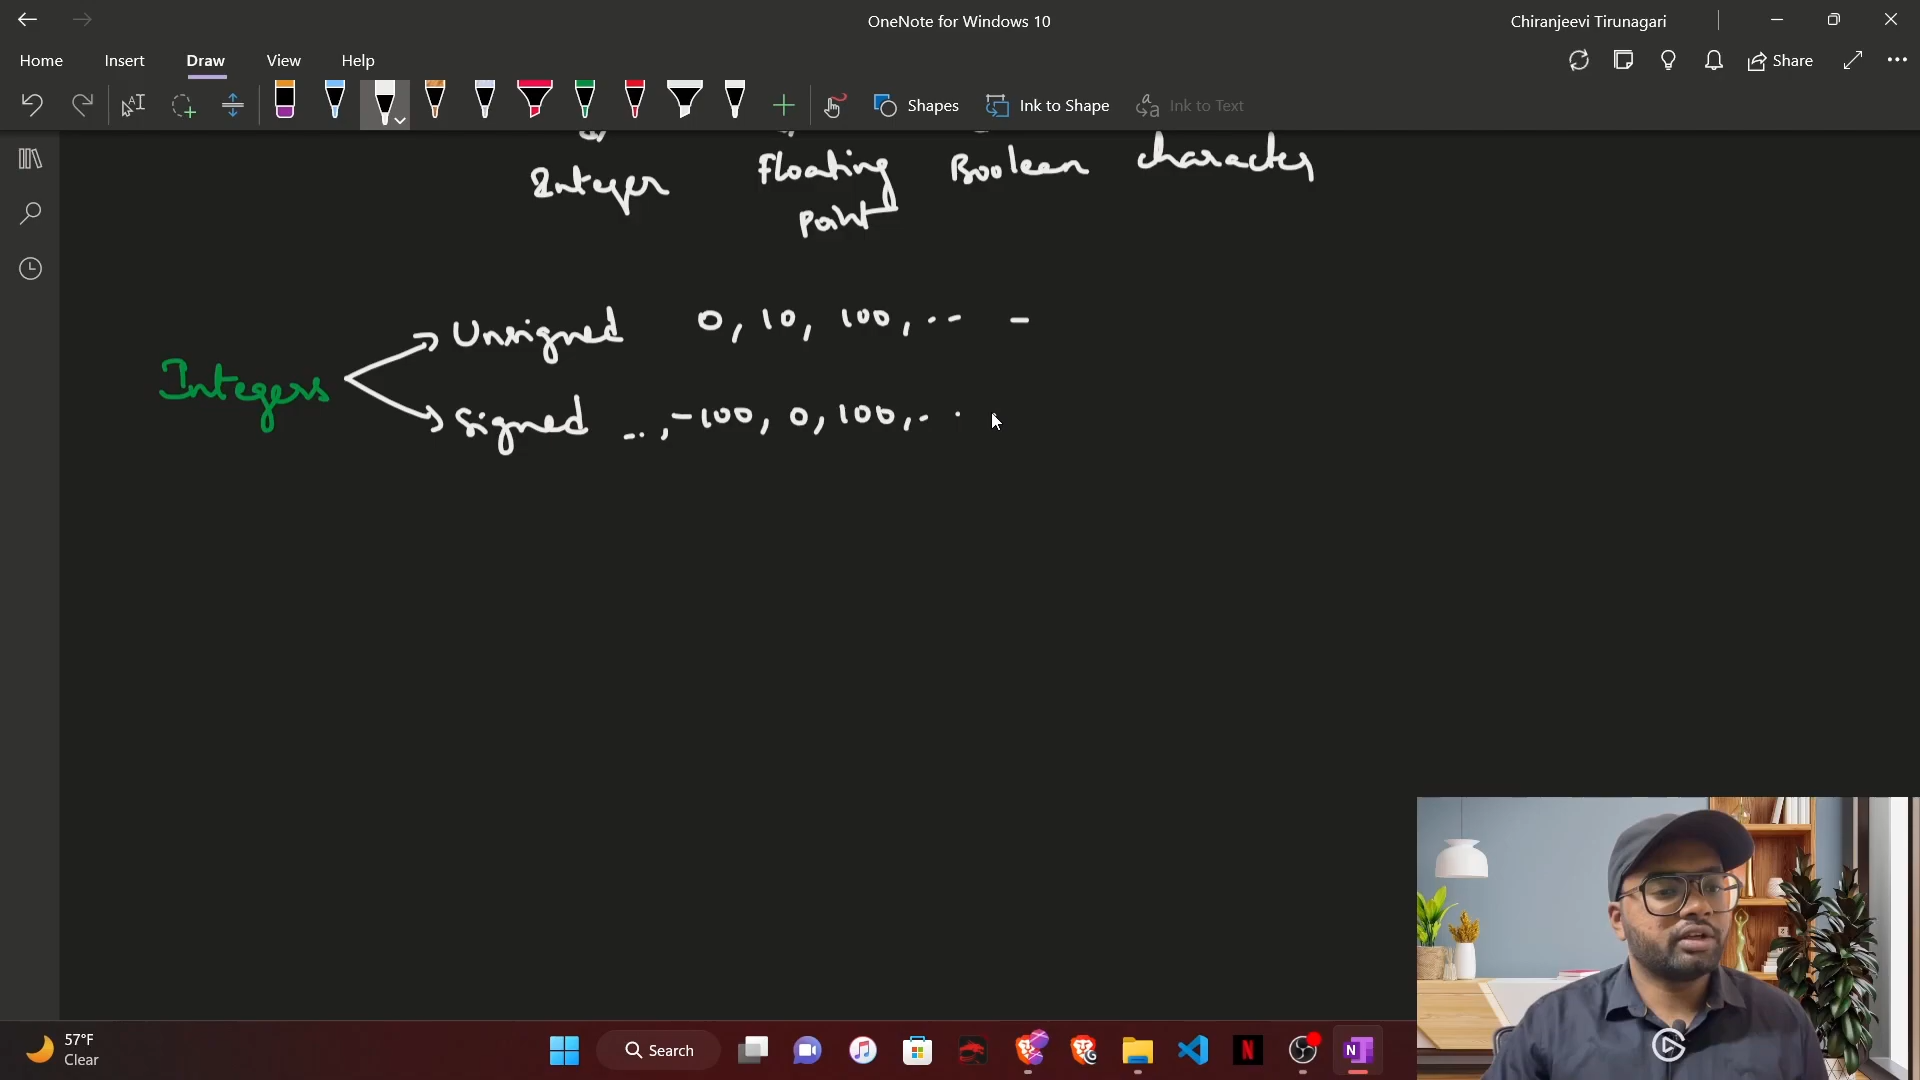 OneNote for Windows 10
Chiranjeevi Tirunagari
Home Insert Draw View Help
Share
Shapes Ink to Shape Ink to Text
Integer Floating Point Boolean character
Integers
Unsigned 0, 10, 100, .. -
Signed .., -100, 0, 100, ..
57°F
Clear
Search